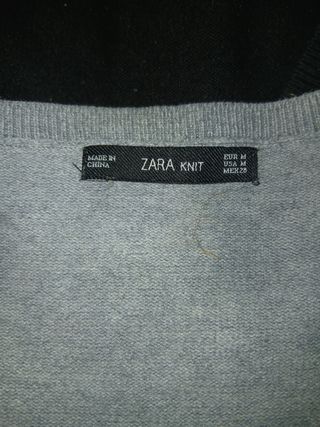 MADE IN
CHINA
ZARA KNIT
EUR M
USA M
MEX 28